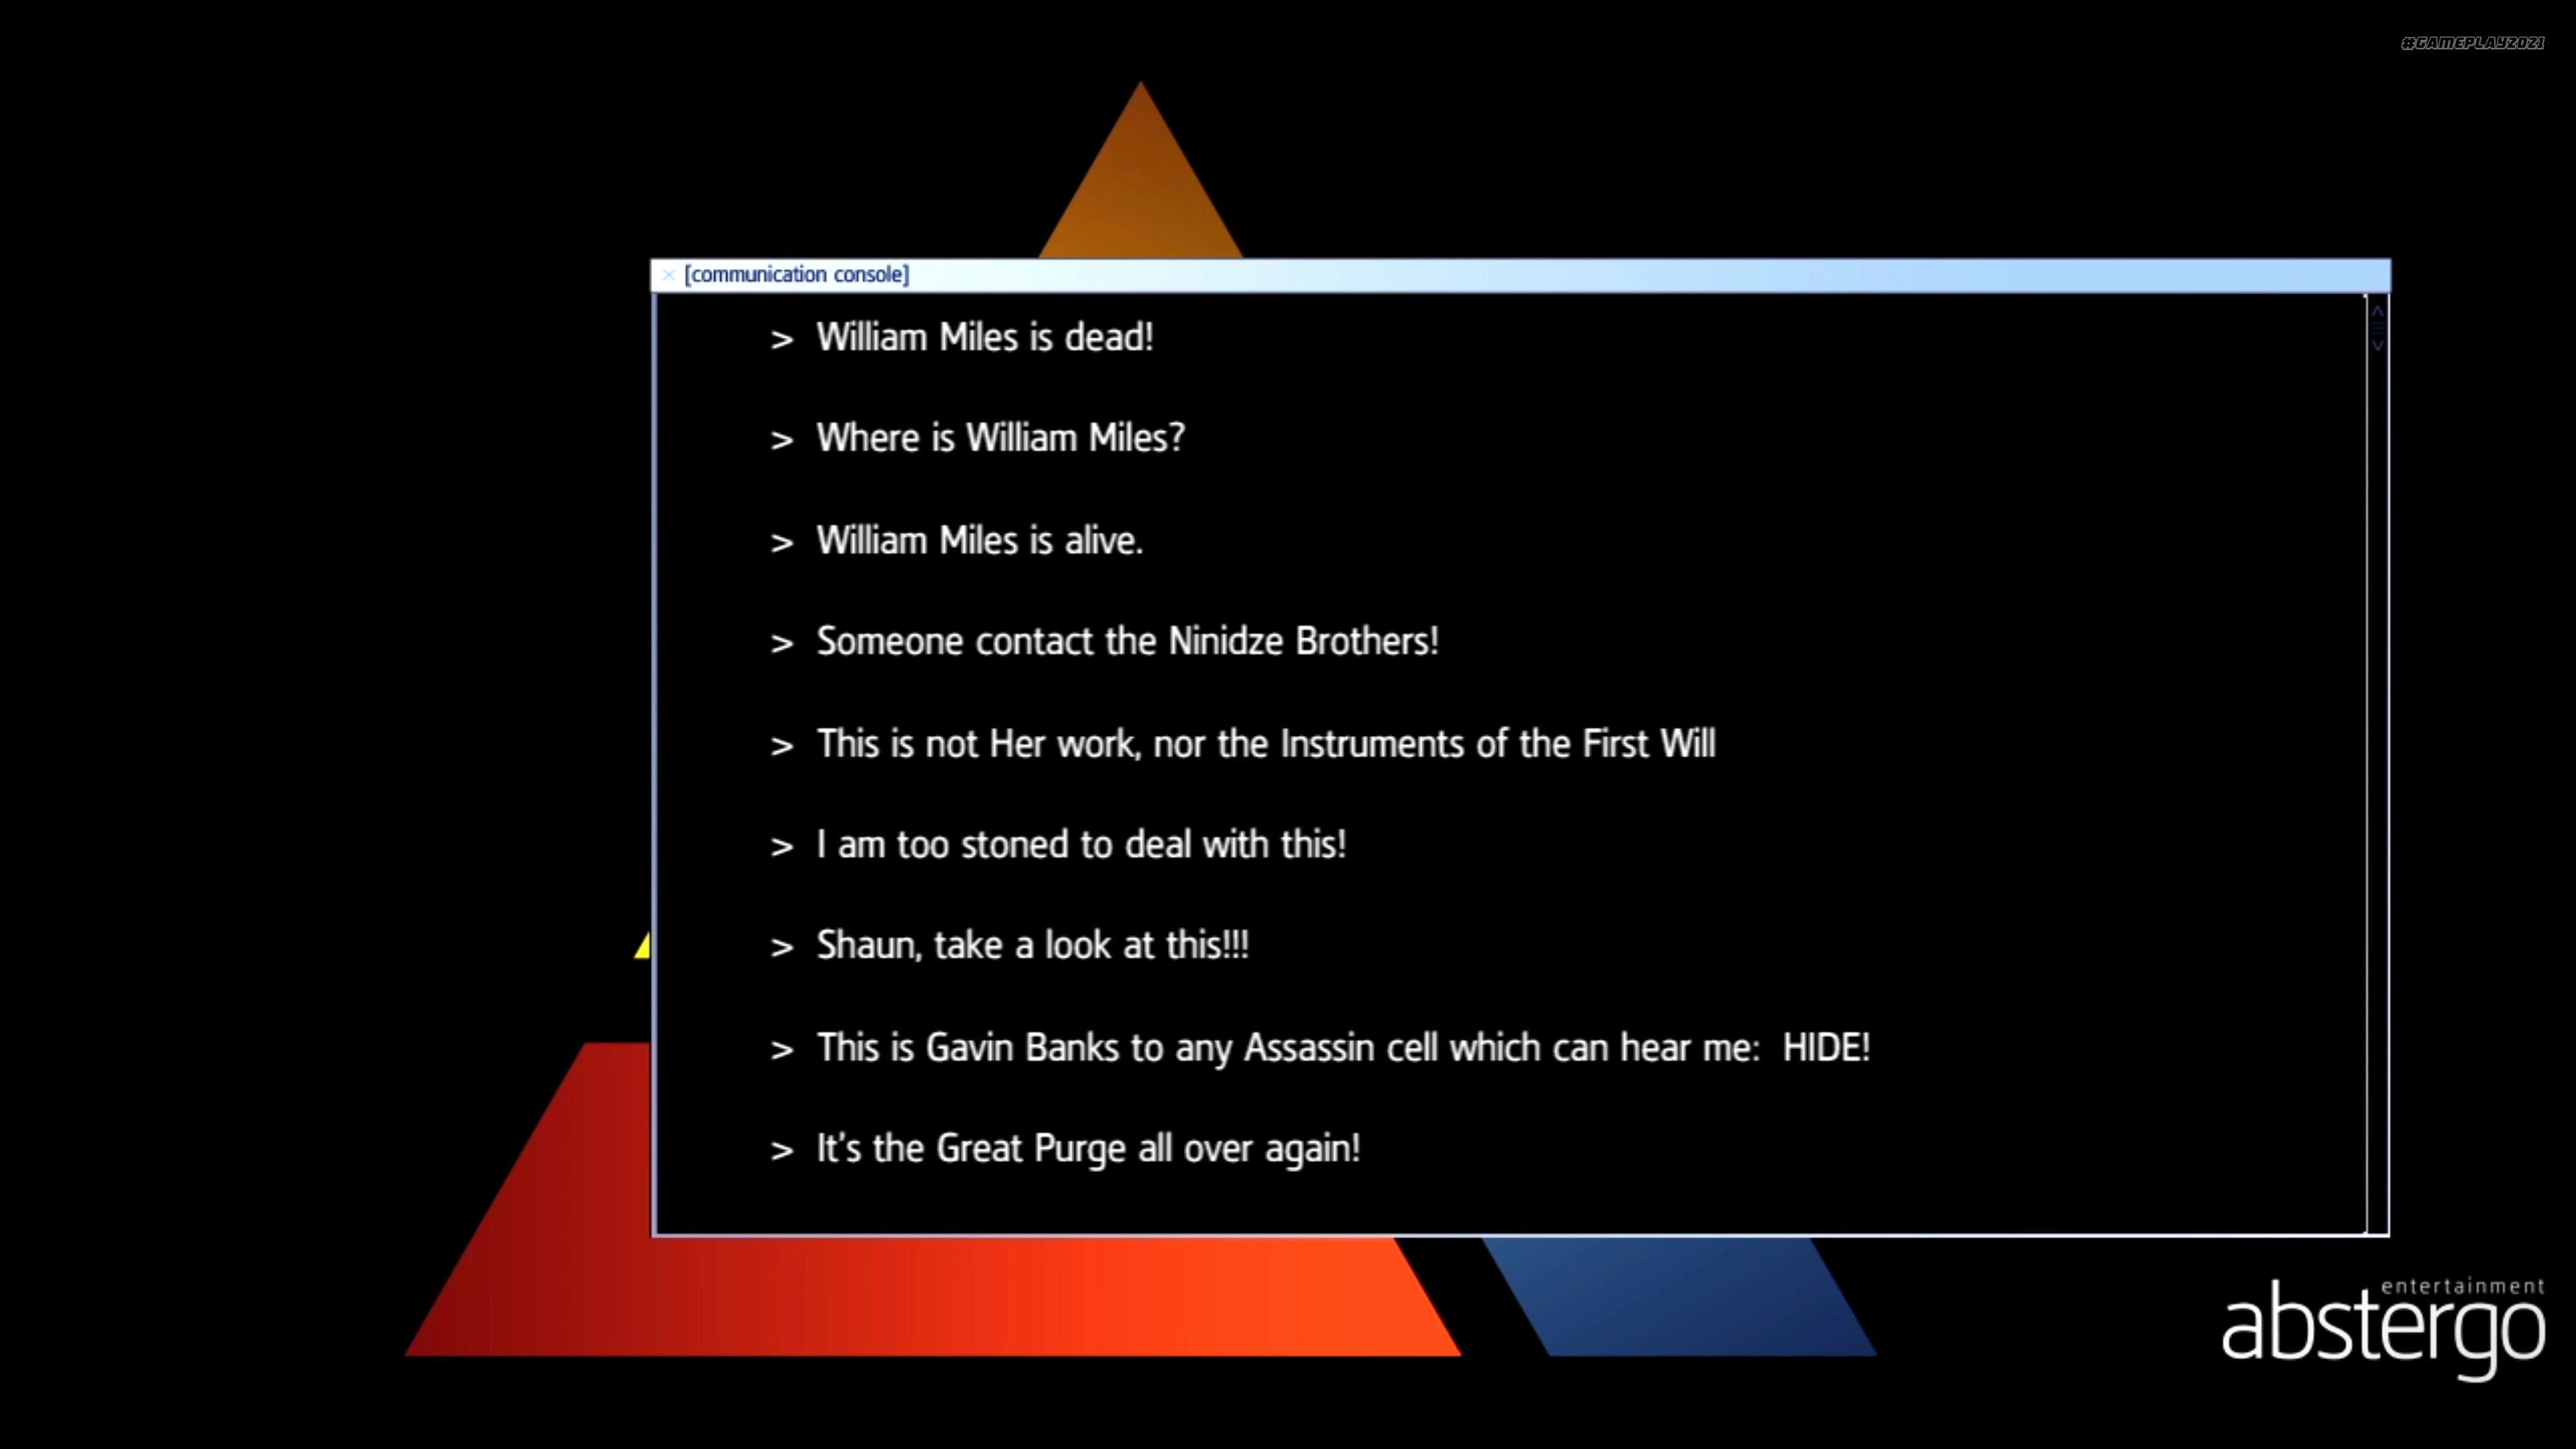 #GAMEPLAY2021
[communication console]
> William Miles is dead!
> Where is William Miles?
> William Miles is alive.
> Someone contact the Ninidze Brothers!
> This is not Her work, nor the Instruments of the First Will
> I am too stoned to deal with this!
> Shaun, take a look at this!!!
> This is Gavin Banks to any Assassin cell which can hear me:  HIDE!
> It's the Great Purge all over again!
entertainment
abstergo